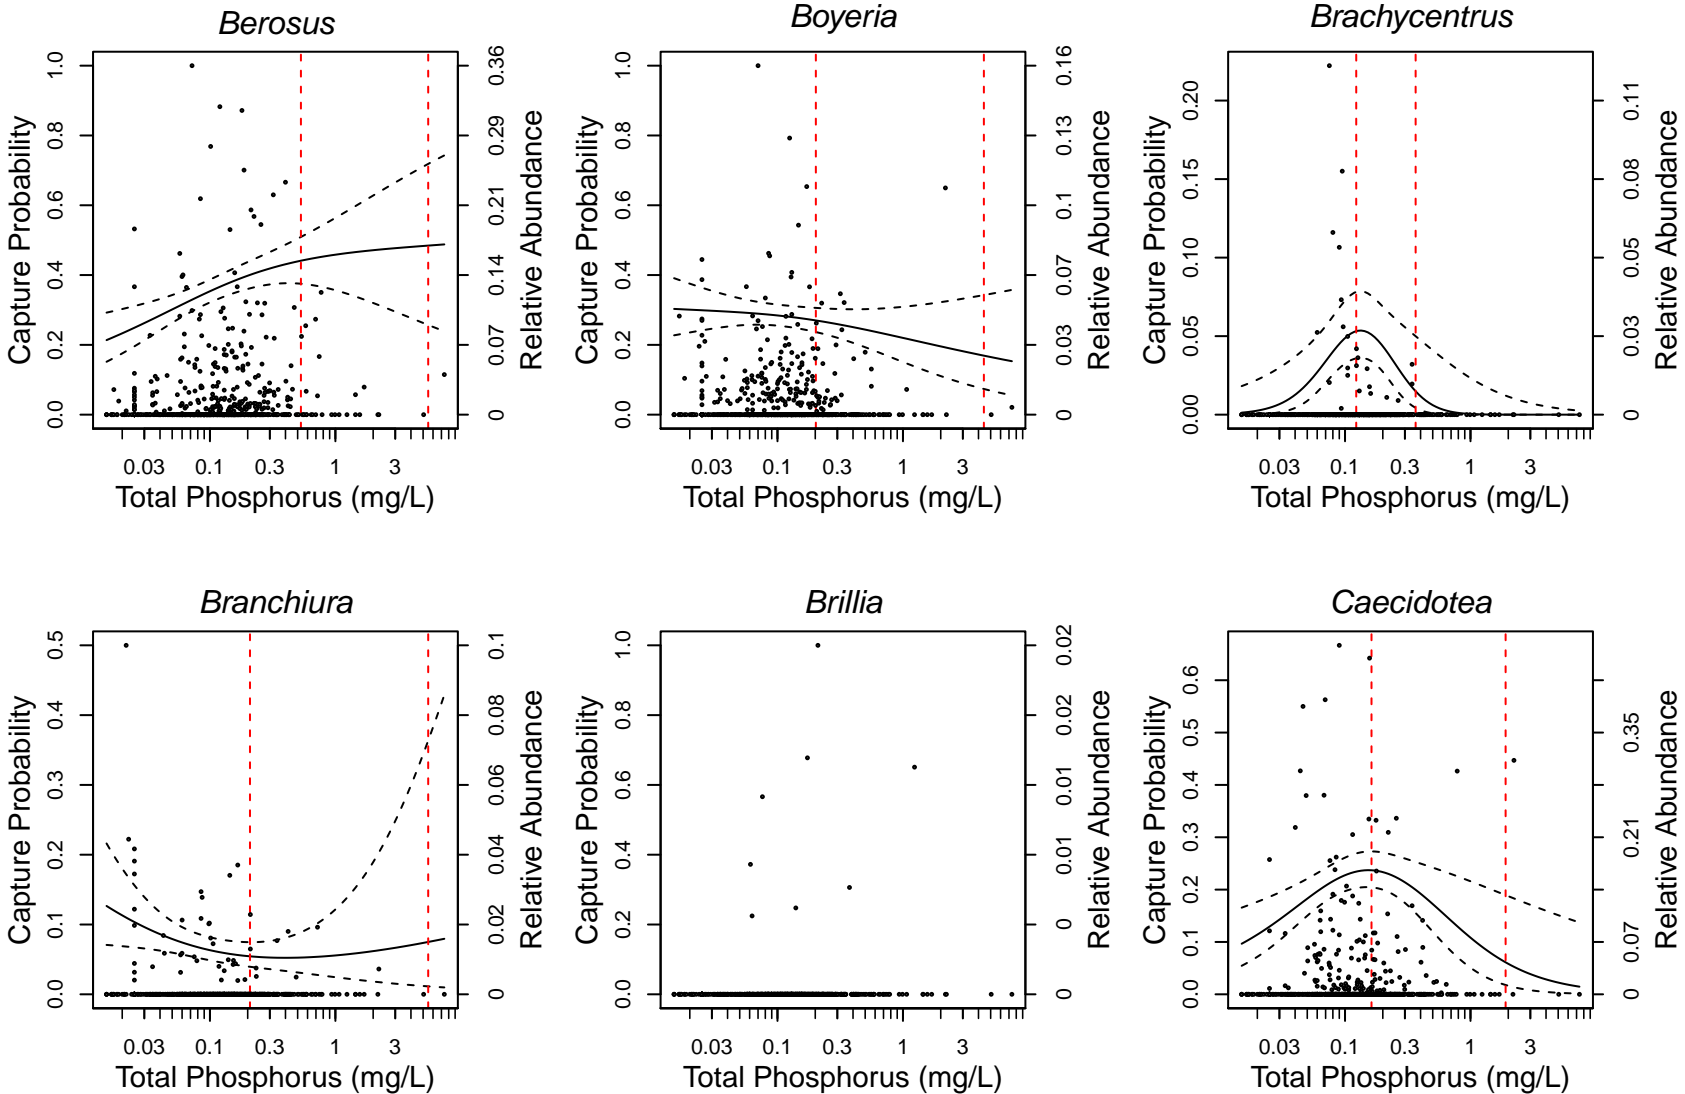 Berosus
Capture Probability
0.0 0.2 0.4 0.6 0.8 1.0
0 0.07 0.14 0.21 0.29 0.36
Relative Abundance
0.03 0.1 0.3 1 3
Total Phosphorus (mg/L)
Boyeria
Capture Probability
0.0 0.2 0.4 0.6 0.8 1.0
0 0.03 0.07 0.1 0.13 0.16
Relative Abundance
0.03 0.1 0.3 1 3
Total Phosphorus (mg/L)
Brachycentrus
Capture Probability
0.00 0.05 0.10 0.15 0.20
0 0.03 0.05 0.08 0.11
Relative Abundance
0.03 0.1 0.3 1 3
Total Phosphorus (mg/L)
Branchiura
Capture Probability
0.0 0.1 0.2 0.3 0.4 0.5
0 0.02 0.04 0.06 0.08 0.1
Relative Abundance
0.03 0.1 0.3 1 3
Total Phosphorus (mg/L)
Brillia
Capture Probability
0.0 0.2 0.4 0.6 0.8 1.0
0 0 0.01 0.01 0.02 0.02
Relative Abundance
0.03 0.1 0.3 1 3
Total Phosphorus (mg/L)
Caecidotea
Capture Probability
0.0 0.1 0.2 0.3 0.4 0.5 0.6
0 0.07 0.21 0.35
Relative Abundance
0.03 0.1 0.3 1 3
Total Phosphorus (mg/L)